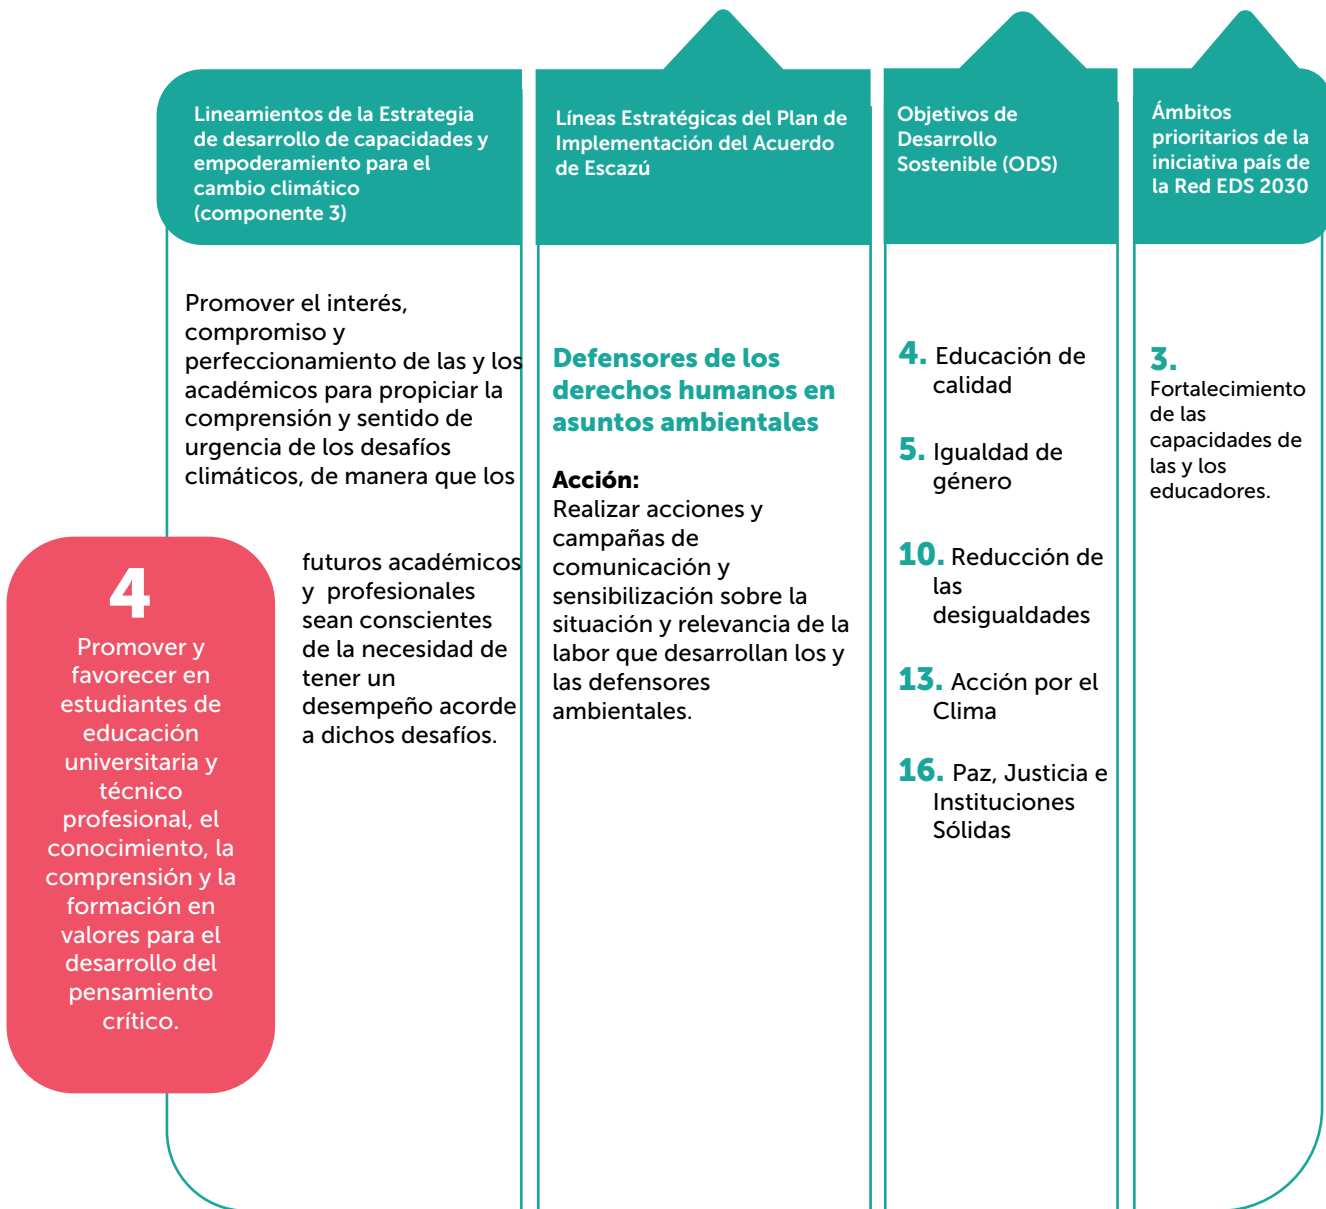 Lineamientos de la Estrategia
de desarrollo de capacidades y
empoderamiento para el
cambio climático
(componente 3)
Líneas Estratégicas del Plan de
Implementación del Acuerdo
de Escazú
Objetivos de
Desarrollo
Sostenible (ODS)
Ámbitos
prioritarios de la
iniciativa país de
la Red EDS 2030
4
Promover y
favorecer en
estudiantes de
educación
universitaria y
técnico
profesional, el
conocimiento, la
comprensión y la
formación en
valores para el
desarrollo del
pensamiento
crítico.
Promover el interés,
compromiso y
perfeccionamiento de las y los
académicos para propiciar la
comprensión y sentido de
urgencia de los desafíos
climáticos, de manera que los
futuros académicos
y profesionales
sean conscientes
de la necesidad de
tener un
desempeño acorde
a dichos desafíos.
Defensores de los
derechos humanos en
asuntos ambientales
Acción:
Realizar acciones y
campañas de
comunicación y
sensibilización sobre la
situación y relevancia de la
labor que desarrollan los y
las defensores
ambientales.
4. Educación de
calidad
5. Igualdad de
género
10. Reducción de
las
desigualdades
13. Acción por el
Clima
16. Paz, Justicia e
Instituciones
Sólidas
3.
Fortalecimiento
de las
capacidades de
las y los
educadores.